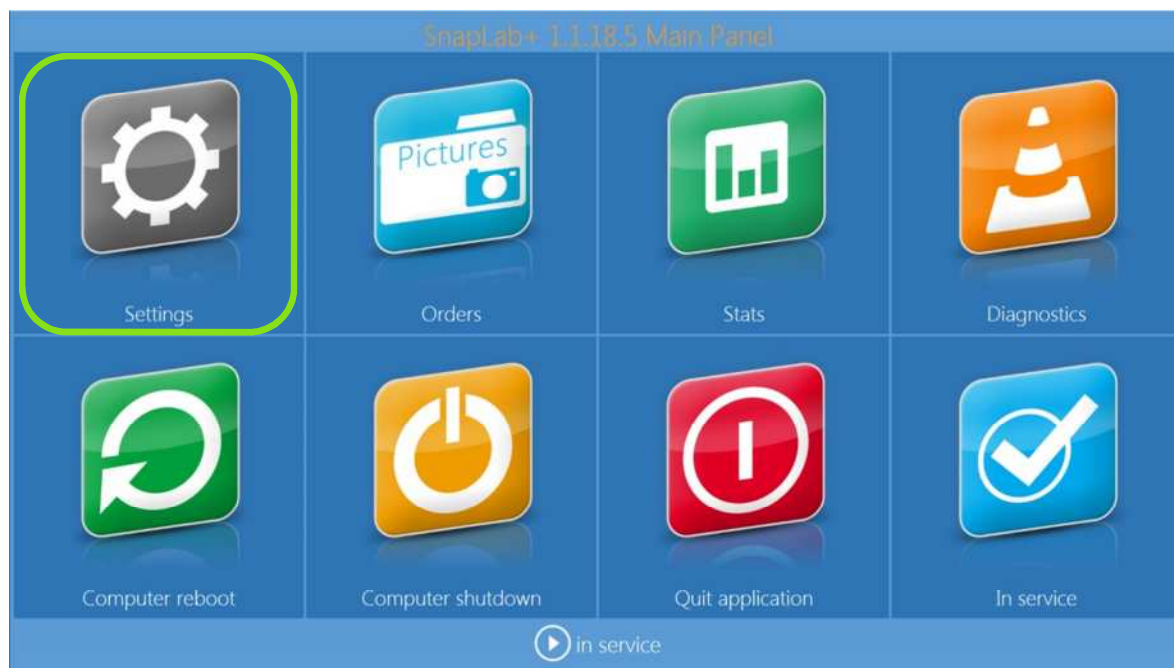 SnapLab+ 1.1.18.5 Main Panel
Pictures
Settings
Orders
Stats
Diagnostics
Computer reboot
Computer shutdown
Quit application
In service
in service